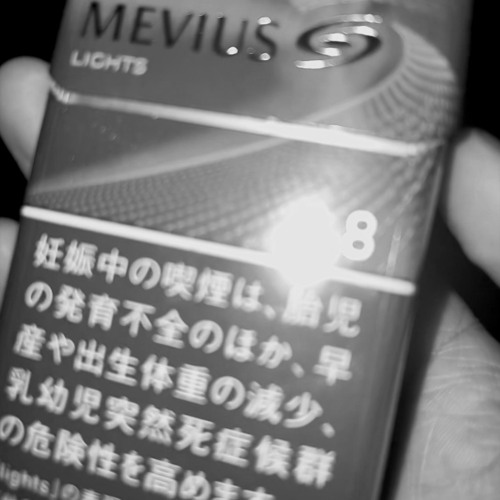 MEVIUS
LIGHTS
8
妊娠中の喫煙は、胎児
の発育不全のほか、早
産や出生体重の減少、
乳幼児突然死症候群
の危険性を高めます
lights」の